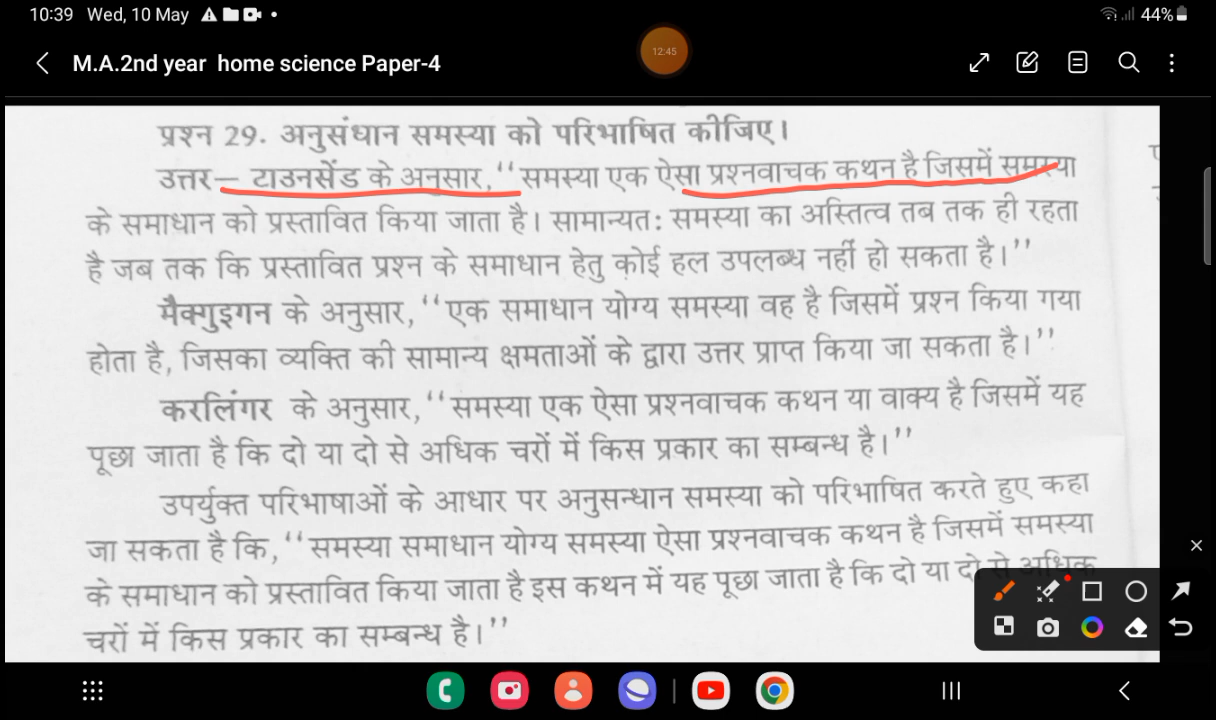 10:39 Wed, 10 May
44%
M.A.2nd year home science Paper-4
12:45
प्रश्न 29. अनुसंधान समस्या को परिभाषित कीजिए।
उत्तर– टाउनसेंड के अनुसार, ‘‘समस्या एक ऐसा प्रश्नवाचक कथन है जिसमें समस्या
के समाधान को प्रस्तावित किया जाता है। सामान्यत: समस्या का अस्तित्व तब तक ही रहता
है जब तक कि प्रस्तावित प्रश्न के समाधान हेतु कोई हल उपलब्ध नहीं हो सकता है।’’
मैक्गुइगन के अनुसार, ‘‘एक समाधान योग्य समस्या वह है जिसमें प्रश्न किया गया
होता है, जिसका व्यक्ति की सामान्य क्षमताओं के द्वारा उत्तर प्राप्त किया जा सकता है।’’
करलिंगर के अनुसार, ‘‘समस्या एक ऐसा प्रश्नवाचक कथन या वाक्य है जिसमें यह
पूछा जाता है कि दो या दो से अधिक चरों में किस प्रकार का सम्बन्ध है।’’
उपर्युक्त परिभाषाओं के आधार पर अनुसन्धान समस्या को परिभाषित करते हुए कहा
जा सकता है कि, ‘‘समस्या समाधान योग्य समस्या ऐसा प्रश्नवाचक कथन है जिसमें समस्या
के समाधान को प्रस्तावित किया जाता है इस कथन में यह पूछा जाता है कि दो या दो से अधिक
चरों में किस प्रकार का सम्बन्ध है।’’